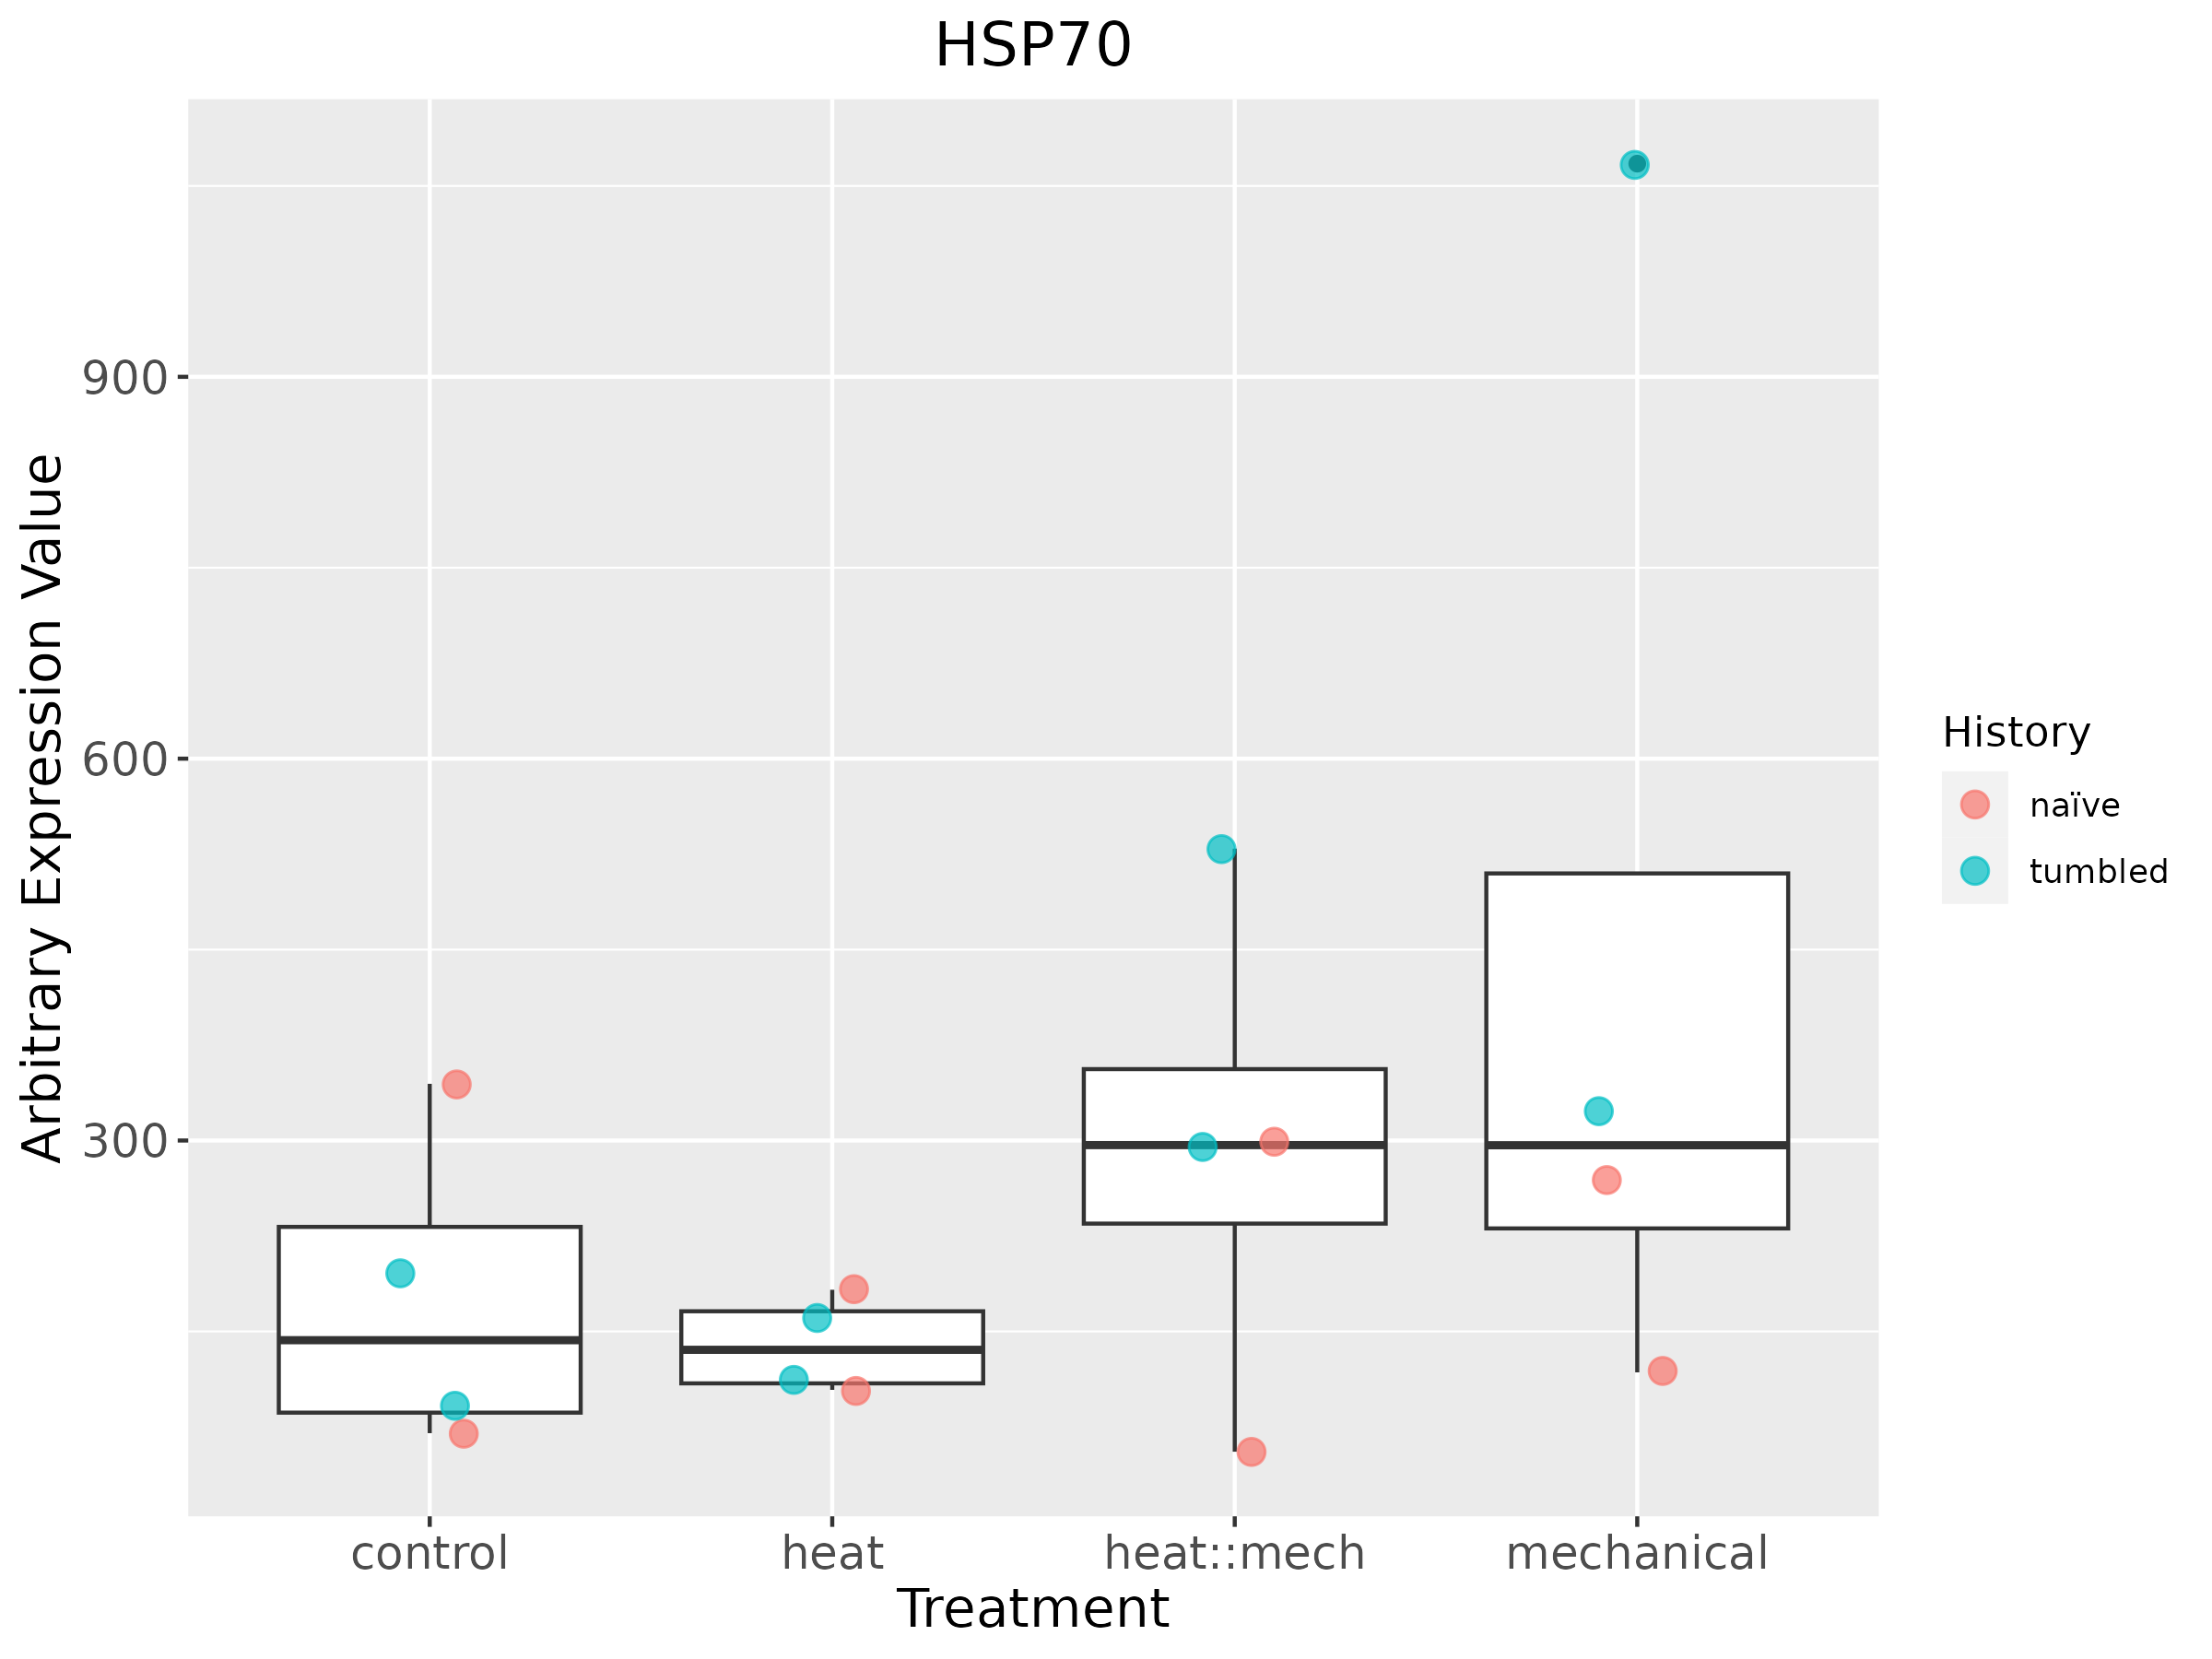 HSP70
Arbitrary Expression Value
900
600
300
control
heat
heat::mech
mechanical
Treatment
History
naïve
tumbled